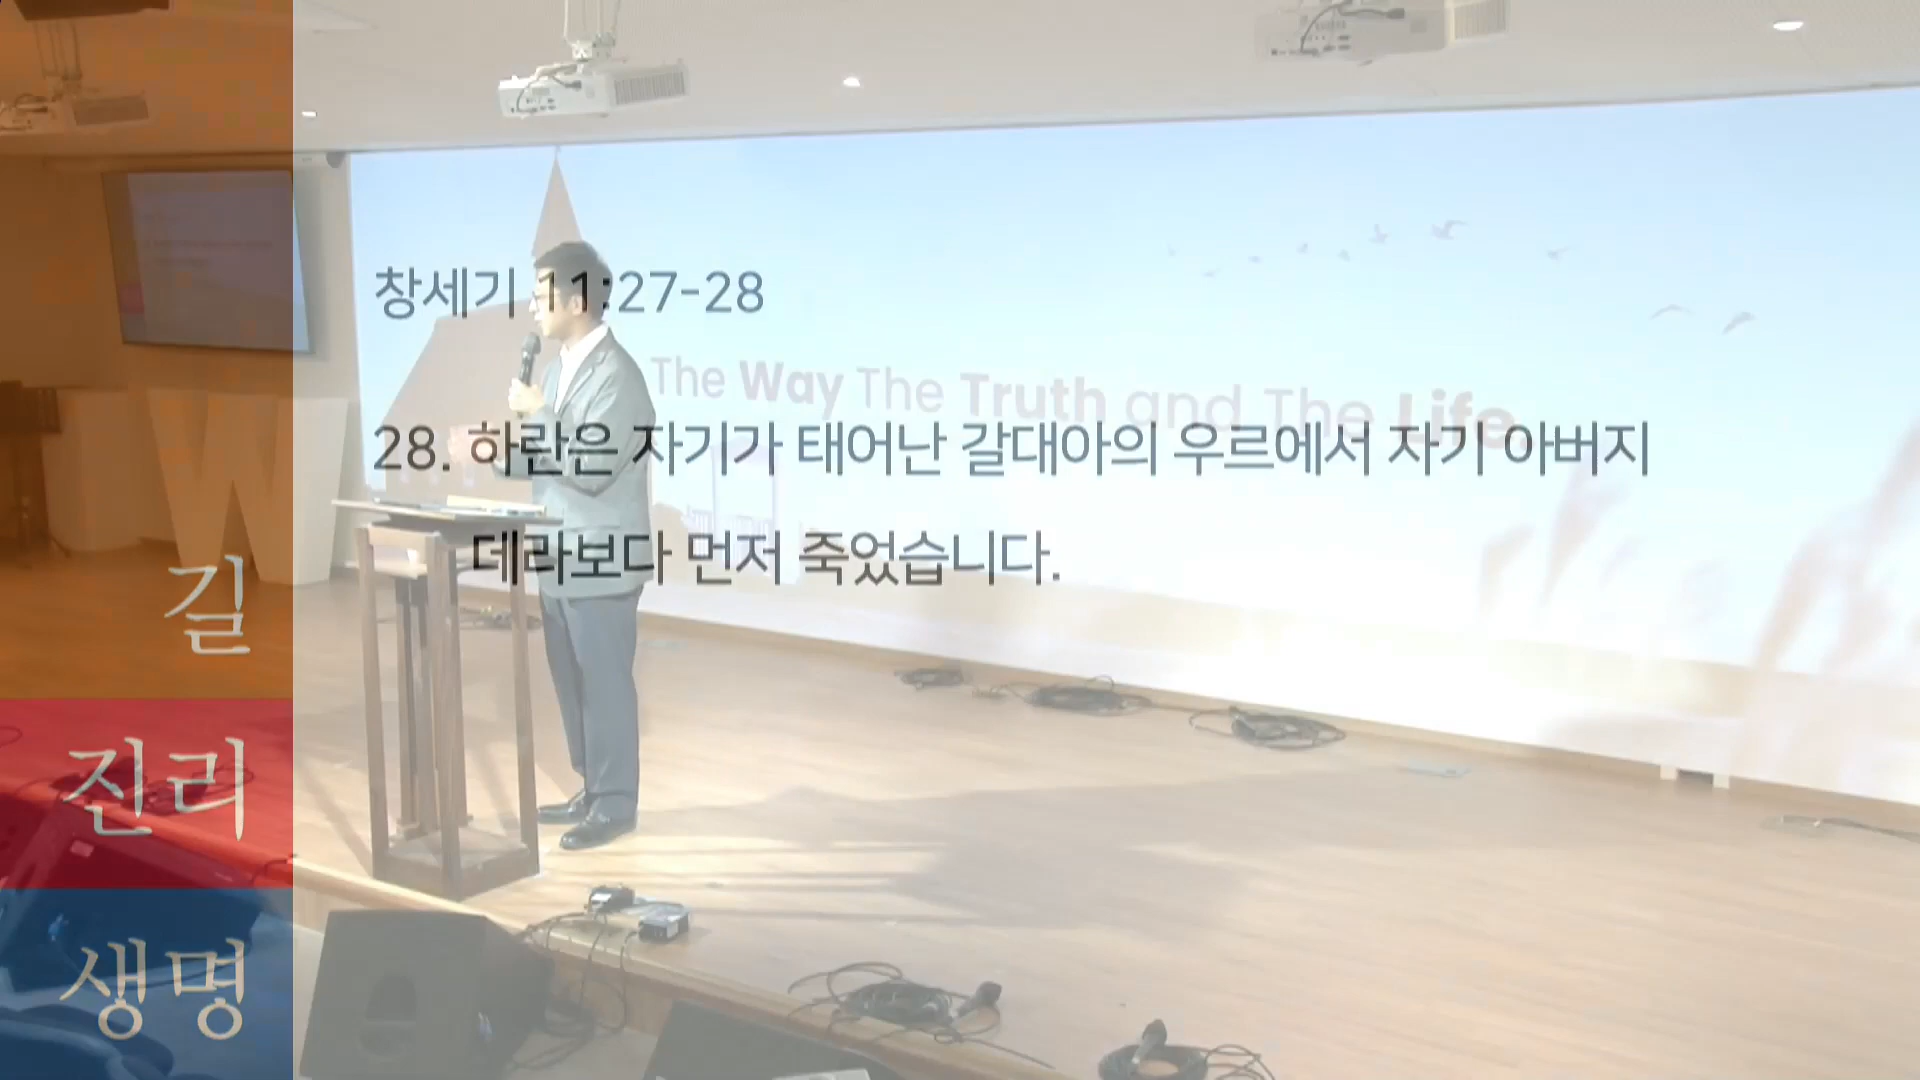 창세기 11:27-28
The Way The Truth and The Life
28. 하란은 자기가 태어난 갈대아의 우르에서 자기 아버지
데라보다 먼저 죽었습니다.
길
진리
생명